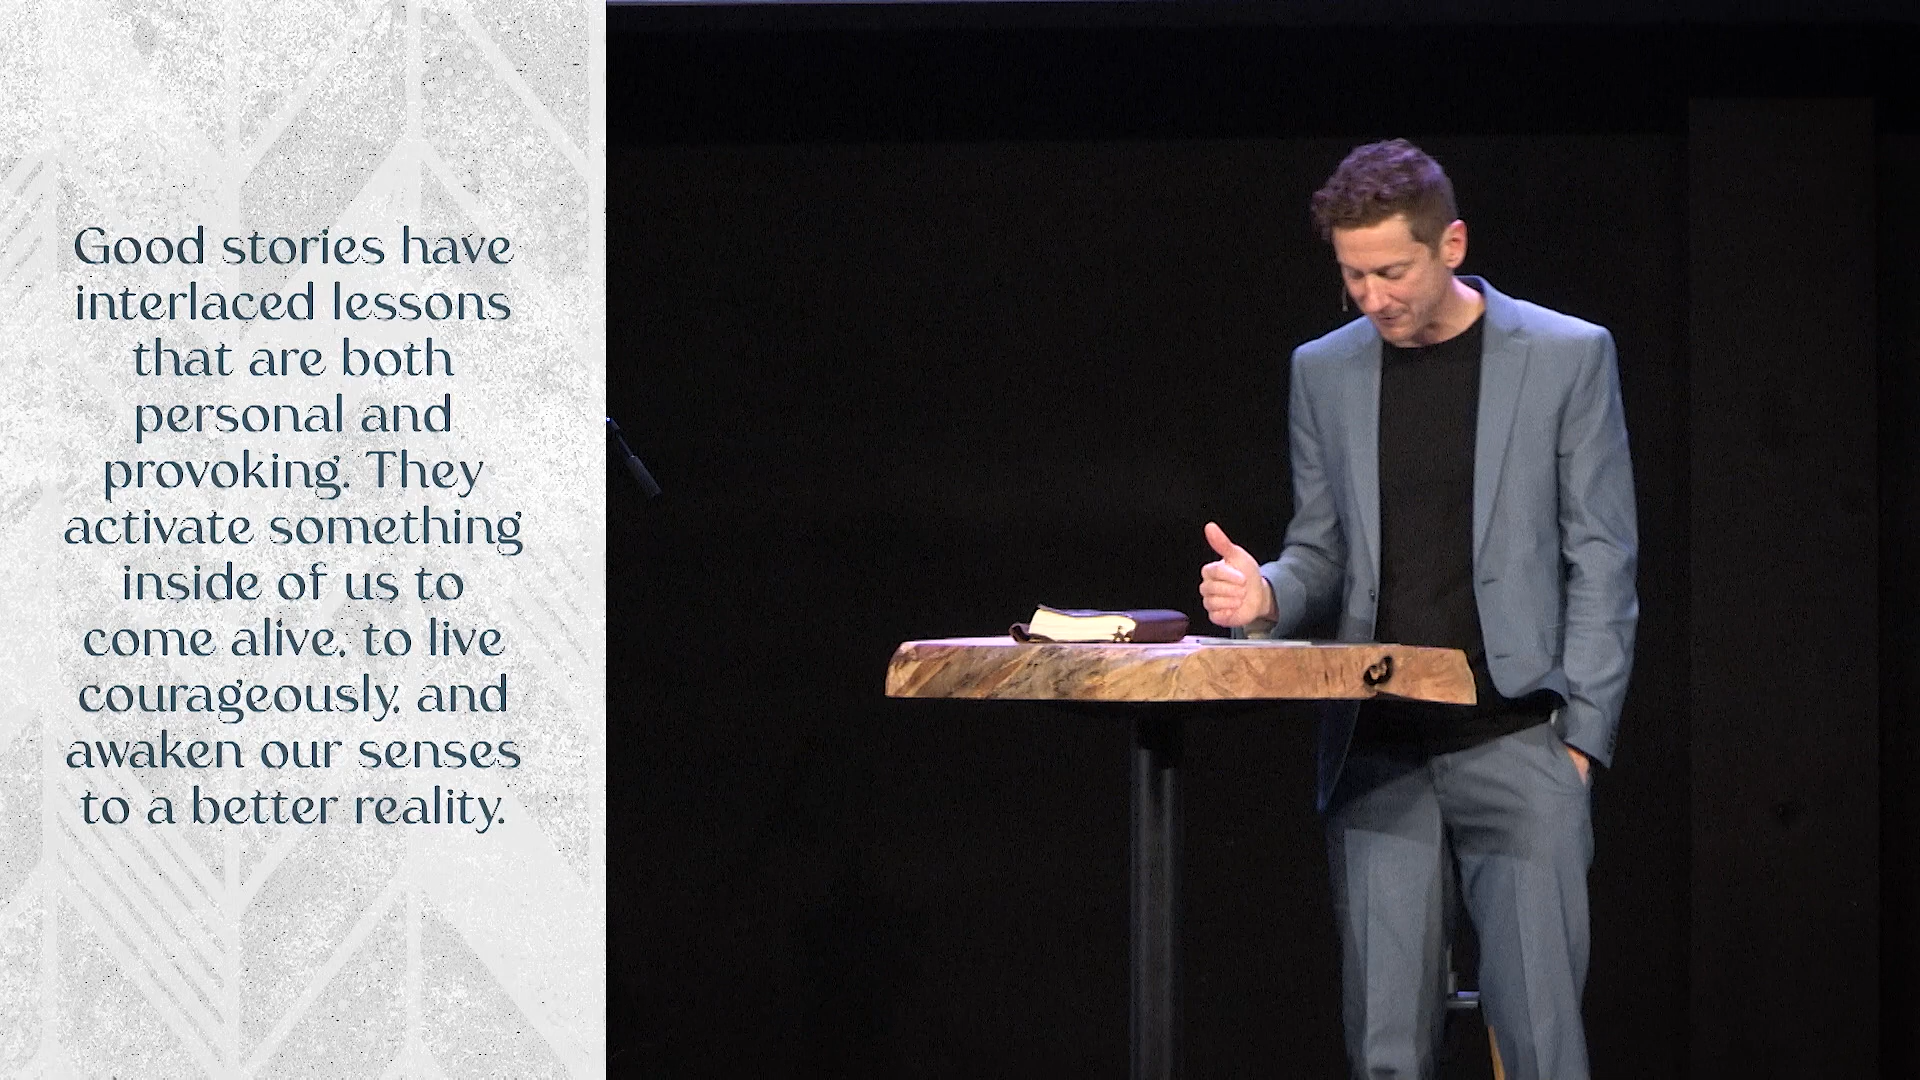 Good stories have
interlaced lessons
that are both
personal and
provoking. They
activate something
inside of us to
come alive, to live
courageously, and
awaken our senses
to a better reality.